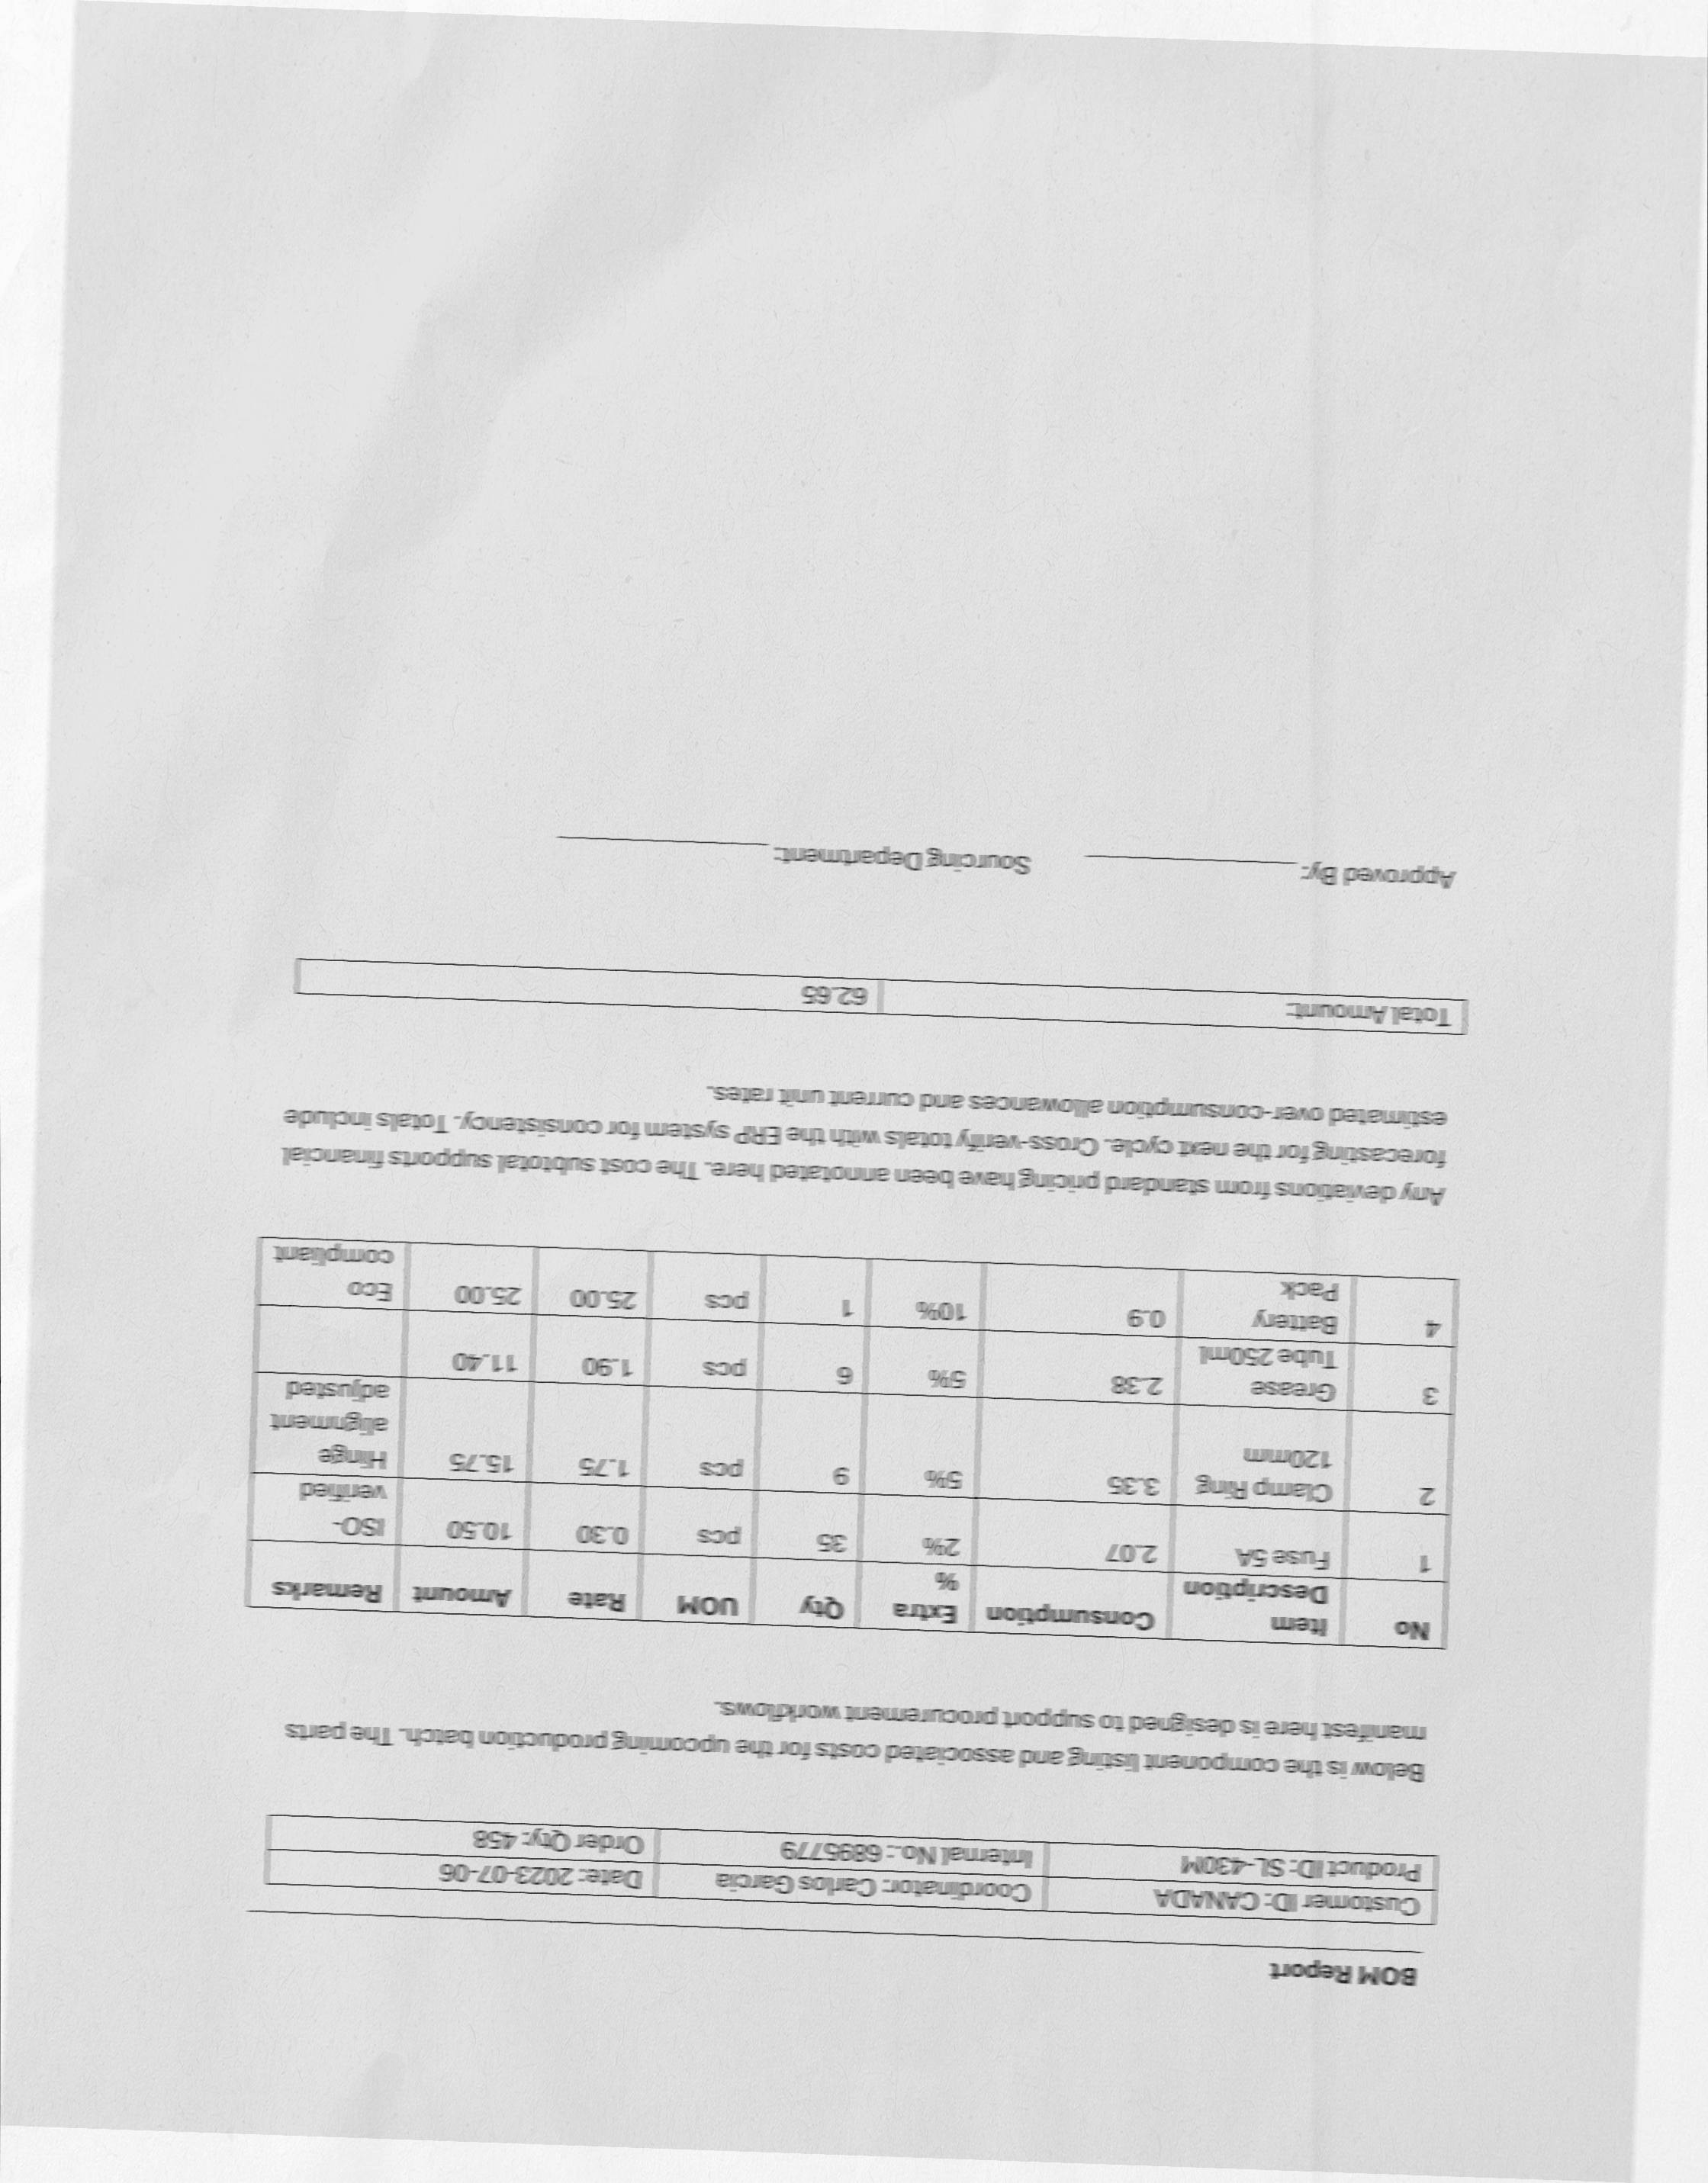 BOM Report
Customer ID: CANADA Coordinator: Carlos Garcia Date: 2023-07-06
Product ID: SL-430M Internal No.: 6895779 Order Qty: 458
Below is the component listing and associated costs for the upcoming production batch. The parts
manifest here is designed to support procurement workflows.
No Item Description Consumption Extra % Qty UOM Rate Amount Remarks
1 Fuse 5A 2.07 2% 35 pcs 0.30 10.50 ISO-verified
2 Clamp Ring 120mm 3.35 5% 9 pcs 1.75 15.75 Hinge alignment adjusted
3 Grease Tube 250ml 2.38 5% 6 pcs 1.90 11.40
4 Battery Pack 0.9 10% 1 pcs 25.00 25.00 Eco compliant
Any deviations from standard pricing have been annotated here. The cost subtotal supports financial
forecasting for the next cycle. Cross-verify totals with the ERP system for consistency. Totals include
estimated over-consumption allowances and current unit rates.
Total Amount: 62.65
Approved By: Sourcing Department: